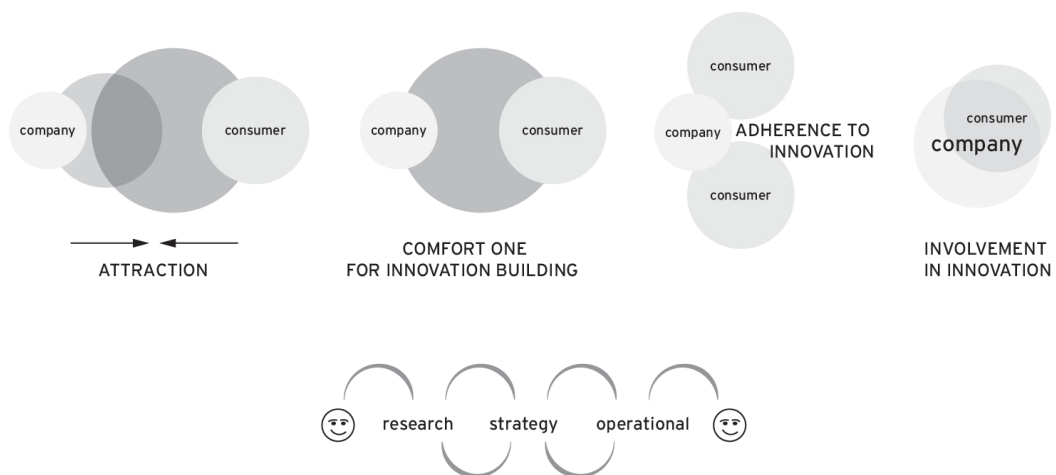 company
consumer
ATTRACTION
company
consumer
COMFORT ONE
FOR INNOVATION BUILDING
consumer
company
ADHERENCE TO
INNOVATION
consumer
consumer
company
INVOLVEMENT
IN INNOVATION
research strategy operational